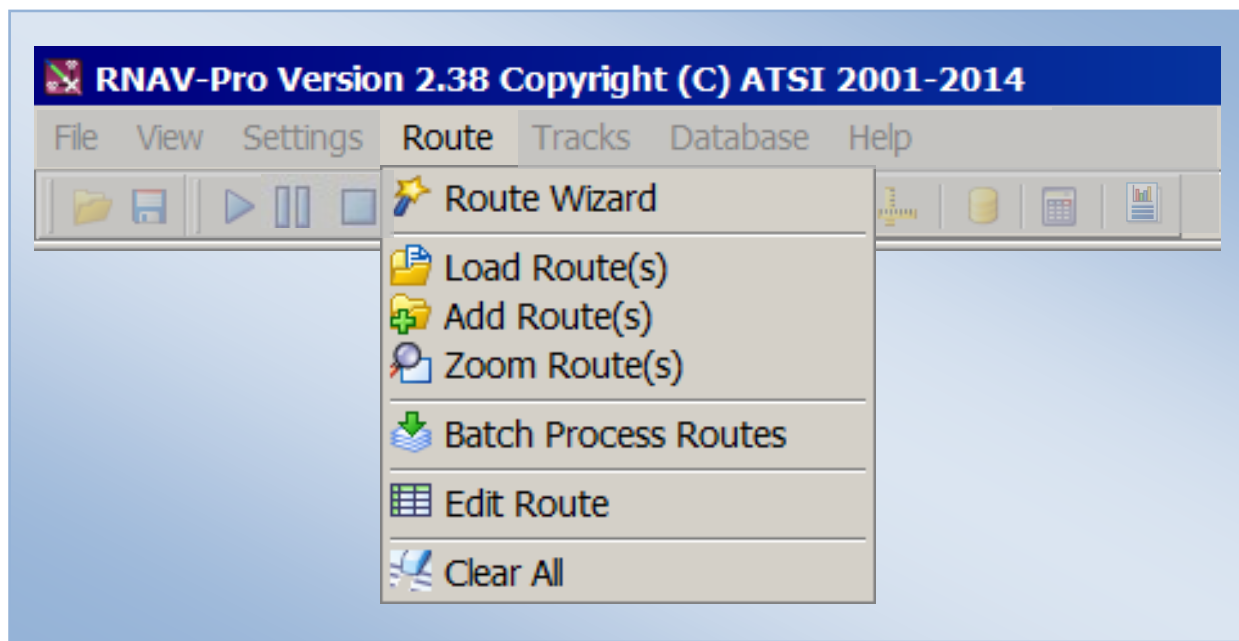 RNAV-Pro Version 2.38 Copyright (C) ATSI 2001-2014
File View Settings Route Tracks Database Help
Route Wizard
Load Route(s)
Add Route(s)
Zoom Route(s)
Batch Process Routes
Edit Route
Clear All